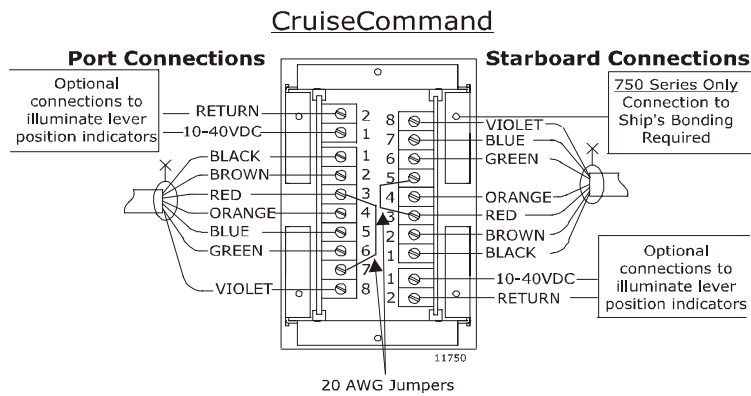 CruiseCommand
Port Connections
Starboard Connections
Optional
connections to
illuminate lever
position indicators
RETURN
10-40VDC
BLACK
BROWN
RED
ORANGE
BLUE
GREEN
VIOLET
2
1
1
2
3
4
5
6
7
8
8
7
6
5
4
3
2
1
1
2
VIOLET
BLUE
GREEN
ORANGE
RED
BROWN
BLACK
10-40VDC
RETURN
750 Series Only
Connection to
Ship's Bonding
Required
Optional
connections to
illuminate lever
position indicators
11750
20 AWG Jumpers